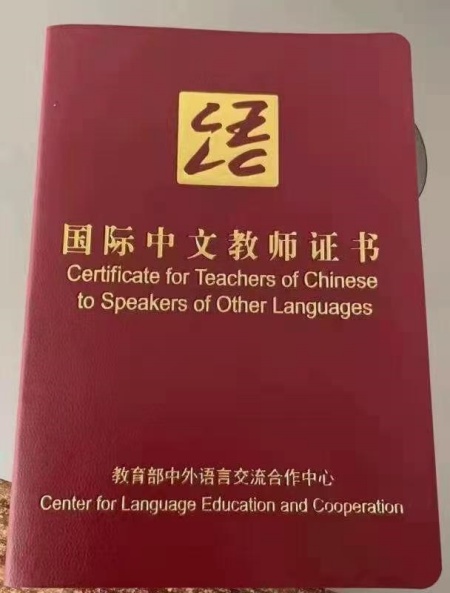 国际中文教师证书
Certificate for Teachers of Chinese
to Speakers of Other Languages
教育部中外语言交流合作中心
Center for Language Education and Cooperation